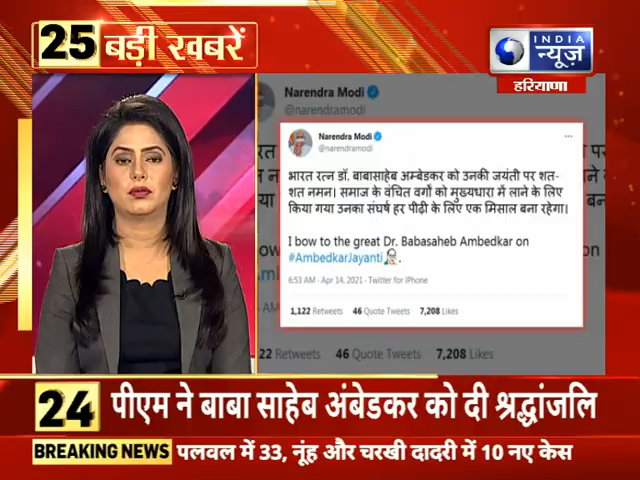 25 बड़ी खबरें
INDIA
न्यूज़
हरियाणा
Narendra Modi
@narendramodi
Narendra Modi
@narendramodi
भारत रत्न डॉ. बाबासाहेब अम्बेडकर को उनकी जयंती पर शत-
शत नमन। समाज के वंचित वर्गों को मुख्यधारा में लाने के लिए
किया गया उनका संघर्ष हर पीढ़ी के लिए एक मिसाल बना रहेगा।
I bow to the great Dr. Babasaheb Ambedkar on
#AmbedkarJayanti.
6:53 AM · Apr 14, 2021 · Twitter for iPhone
1,122 Retweets 46 Quote Tweets 7,208 Likes
22 Retweets 46 Quote Tweets 7,208 Likes
24 पीएम ने बाबा साहेब अंबेडकर को दी श्रद्धांजलि
BREAKING NEWS पलवल में 33, नूंह और चरखी दादरी में 10 नए केस